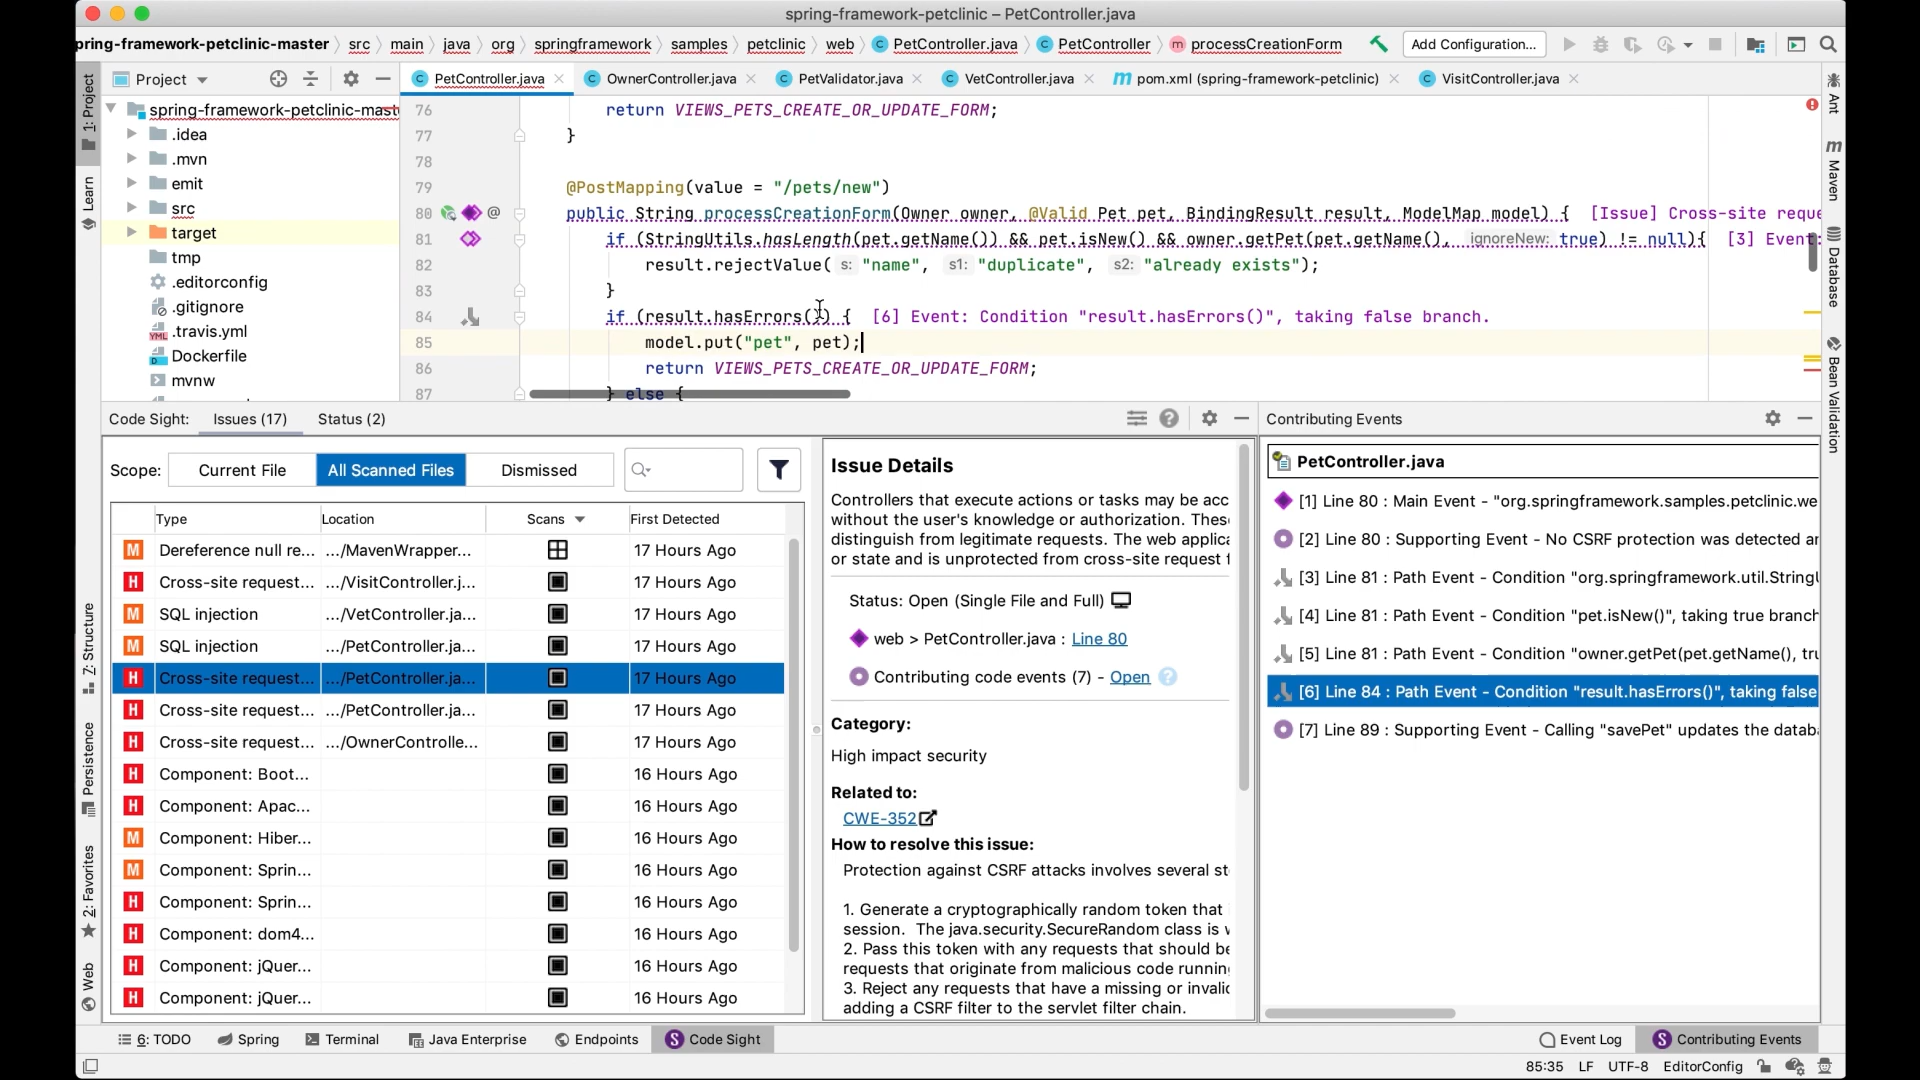 spring-framework-petclinic – PetController.java
pring-framework-petclinic-master src main java org springframework samples petclinic web PetController.java PetController processCreationForm Add Configuration...
1: Project
Learn
7: Structure
Persistence
2: Favorites
Web
Project
PetController.java OwnerController.java PetValidator.java VetController.java pom.xml (spring-framework-petclinic) VisitController.java
spring-framework-petclinic-mast
.idea
.mvn
emit
src
target
tmp
.editorconfig
.gitignore
.travis.yml
Dockerfile
mvnw
76 return VIEWS_PETS_CREATE_OR_UPDATE_FORM;
77 }
78
79 @PostMapping(value = "/pets/new")
80 public String processCreationForm(Owner owner, @Valid Pet pet, BindingResult result, ModelMap model) { [Issue] Cross-site reque
81 if (StringUtils.hasLength(pet.getName()) && pet.isNew() && owner.getPet(pet.getName(), ignoreNew: true) != null){ [3] Event:
82 result.rejectValue( s: "name", s1: "duplicate", s2: "already exists");
83 }
84 if (result.hasErrors()) { [6] Event: Condition "result.hasErrors()", taking false branch.
85 model.put("pet", pet);
86 return VIEWS_PETS_CREATE_OR_UPDATE_FORM;
87 } else {
Ant
Maven
Database
Bean Validation
Code Sight: Issues (17) Status (2)
Scope: Current File All Scanned Files Dismissed
Type Location Scans First Detected
M Dereference null re... .../MavenWrapper... 17 Hours Ago
H Cross-site request... .../VisitController.j... 17 Hours Ago
M SQL injection .../VetController.ja... 17 Hours Ago
M SQL injection .../PetController.ja... 17 Hours Ago
H Cross-site request... .../PetController.ja... 17 Hours Ago
H Cross-site request... .../PetController.ja... 17 Hours Ago
H Cross-site request... .../OwnerControlle... 17 Hours Ago
H Component: Boot... 16 Hours Ago
H Component: Apac... 16 Hours Ago
M Component: Hiber... 16 Hours Ago
M Component: Sprin... 16 Hours Ago
H Component: Sprin... 16 Hours Ago
H Component: dom4... 16 Hours Ago
H Component: jQuer... 16 Hours Ago
H Component: jQuer... 16 Hours Ago
Issue Details
Controllers that execute actions or tasks may be acc
without the user's knowledge or authorization. These
distinguish from legitimate requests. The web applica
or state and is unprotected from cross-site request f
Status: Open (Single File and Full)
web > PetController.java : Line 80
Contributing code events (7) - Open ?
Category:
High impact security
Related to:
CWE-352
How to resolve this issue:
Protection against CSRF attacks involves several st
1. Generate a cryptographically random token that
session. The java.security.SecureRandom class is v
2. Pass this token with any requests that should be
requests that originate from malicious code runnin
3. Reject any requests that have a missing or invalid
adding a CSRF filter to the servlet filter chain.
Contributing Events
PetController.java
[1] Line 80 : Main Event - "org.springframework.samples.petclinic.we
[2] Line 80 : Supporting Event - No CSRF protection was detected an
[3] Line 81 : Path Event - Condition "org.springframework.util.StringU
[4] Line 81 : Path Event - Condition "pet.isNew()", taking true branch
[5] Line 81 : Path Event - Condition "owner.getPet(pet.getName(), tru
[6] Line 84 : Path Event - Condition "result.hasErrors()", taking false
[7] Line 89 : Supporting Event - Calling "savePet" updates the databa
6: TODO Spring Terminal Java Enterprise Endpoints Code Sight Event Log Contributing Events
85:35 LF UTF-8 EditorConfig